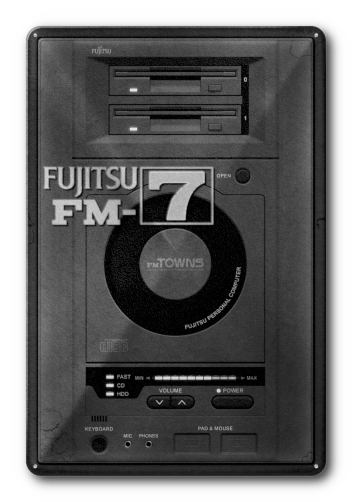 FUJITSU
0
1
FUJITSU
FM-7
OPEN
FM TOWNS
FUJITSU PERSONAL COMPUTER
FAST MIN MAX
CD
HDD
VOLUME POWER
KEYBOARD
MIC PHONES
PAD & MOUSE